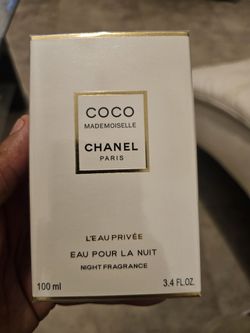 COCO
MADEMOISELLE
CHANEL
PARIS
L'EAU PRIVÉE
EAU POUR LA NUIT
NIGHT FRAGRANCE
100 ml 3.4 FL.OZ.